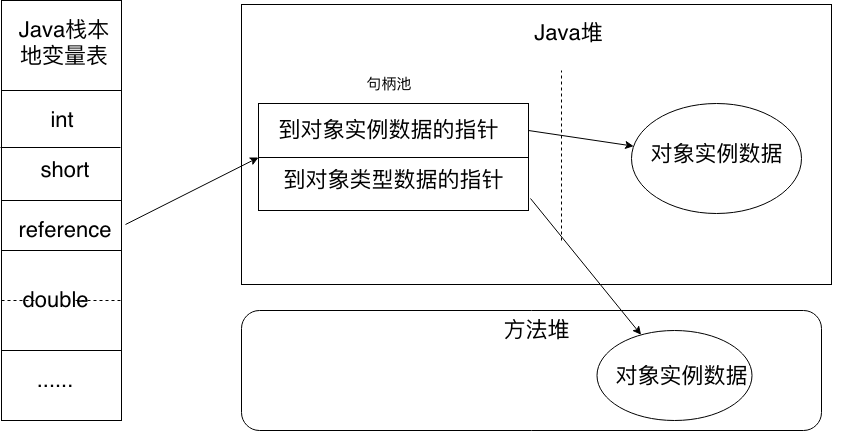 Java栈本
地变量表
int
short
reference
double
······
Java堆
句柄池
到对象实例数据的指针
到对象类型数据的指针
对象实例数据
方法堆
对象实例数据